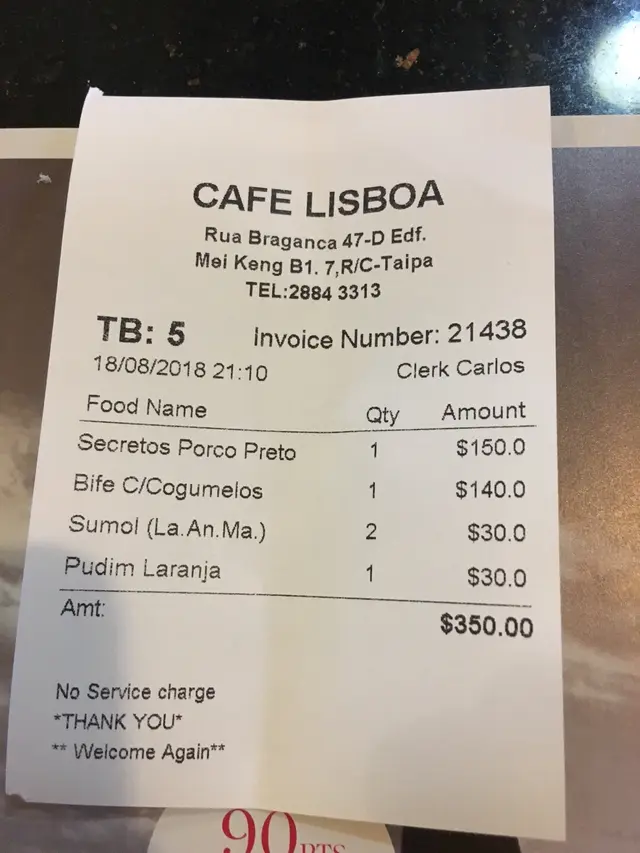 CAFE LISBOA
Rua Braganca 47-D Edf.
Mei Keng B1. 7,R/C-Taipa
TEL:2884 3313
TB: 5 Invoice Number: 21438
18/08/2018 21:10 Clerk Carlos
Food Name Qty Amount
Secretos Porco Preto 1 $150.0
Bife C/Cogumelos 1 $140.0
Sumol (La.An.Ma.) 2 $30.0
Pudim Laranja 1 $30.0
Amt: $350.00
No Service charge
*THANK YOU*
** Welcome Again**
90 PTS